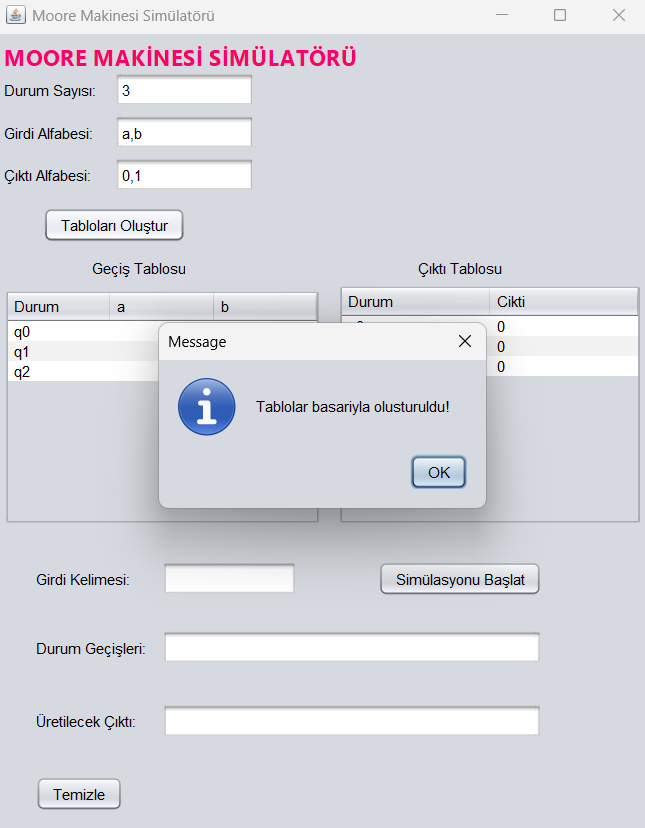 Moore Makinesi Simülatörü
MOORE MAKİNESİ SİMÜLATÖRÜ
Durum Sayısı: 3
Girdi Alfabesi: a,b
Çıktı Alfabesi: 0,1
Tabloları Oluştur
Geçiş Tablosu
Durum a b
q0
q1
q2
Çıktı Tablosu
Durum Cikti
0
0
0
Message
Tablolar basariyla olusturuldu!
OK
Girdi Kelimesi:
Simülasyonu Başlat
Durum Geçişleri:
Üretilecek Çıktı:
Temizle